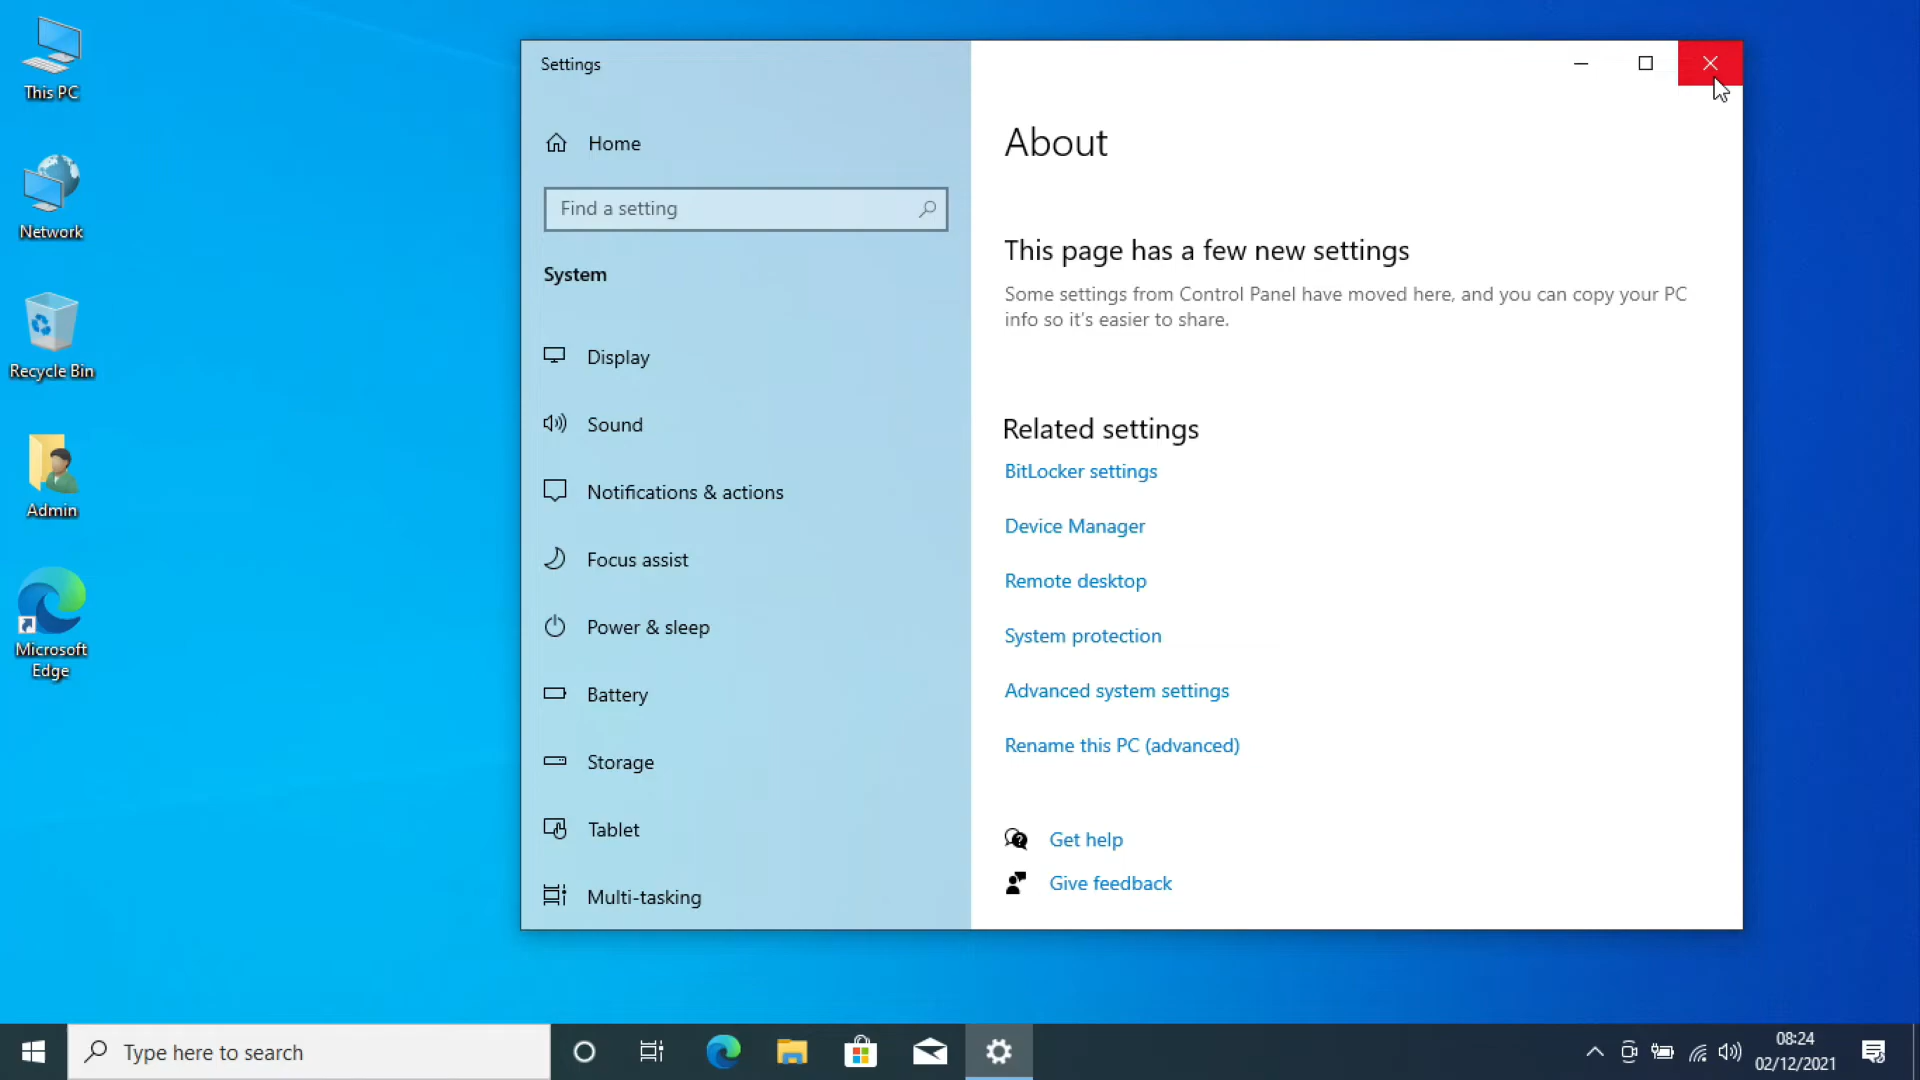 This PC
Network
Recycle Bin
Admin
Microsoft
Edge
Settings
Home
Find a setting
System
Display
Sound
Notifications & actions
Focus assist
Power & sleep
Battery
Storage
Tablet
Multi-tasking
About
This page has a few new settings
Some settings from Control Panel have moved here, and you can copy your PC
info so it's easier to share.
Related settings
BitLocker settings
Device Manager
Remote desktop
System protection
Advanced system settings
Rename this PC (advanced)
Get help
Give feedback
Type here to search
08:24
02/12/2021